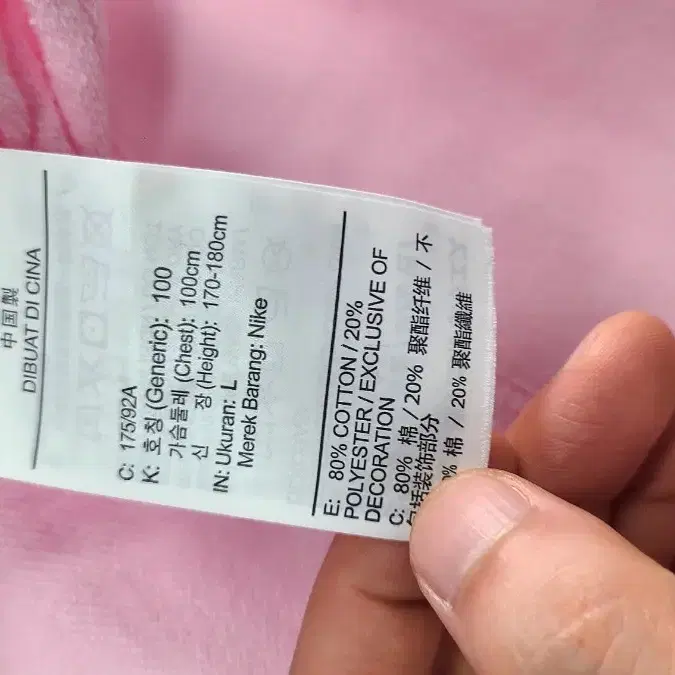 中国製
DIBUAT DI CINA
C: 175/92A
K: 호칭 (Generic): 100
가슴둘레 (Chest): 100cm
신 장 (Height): 170-180cm
IN: Ukuran: L
Merek Barang: Nike
E: 80% COTTON / 20%
POLYESTER / EXCLUSIVE OF
DECORATION
C: 80% 棉 / 20% 聚酯纤维 / 不
包括装饰部分
% 棉 / 20% 聚酯纖維